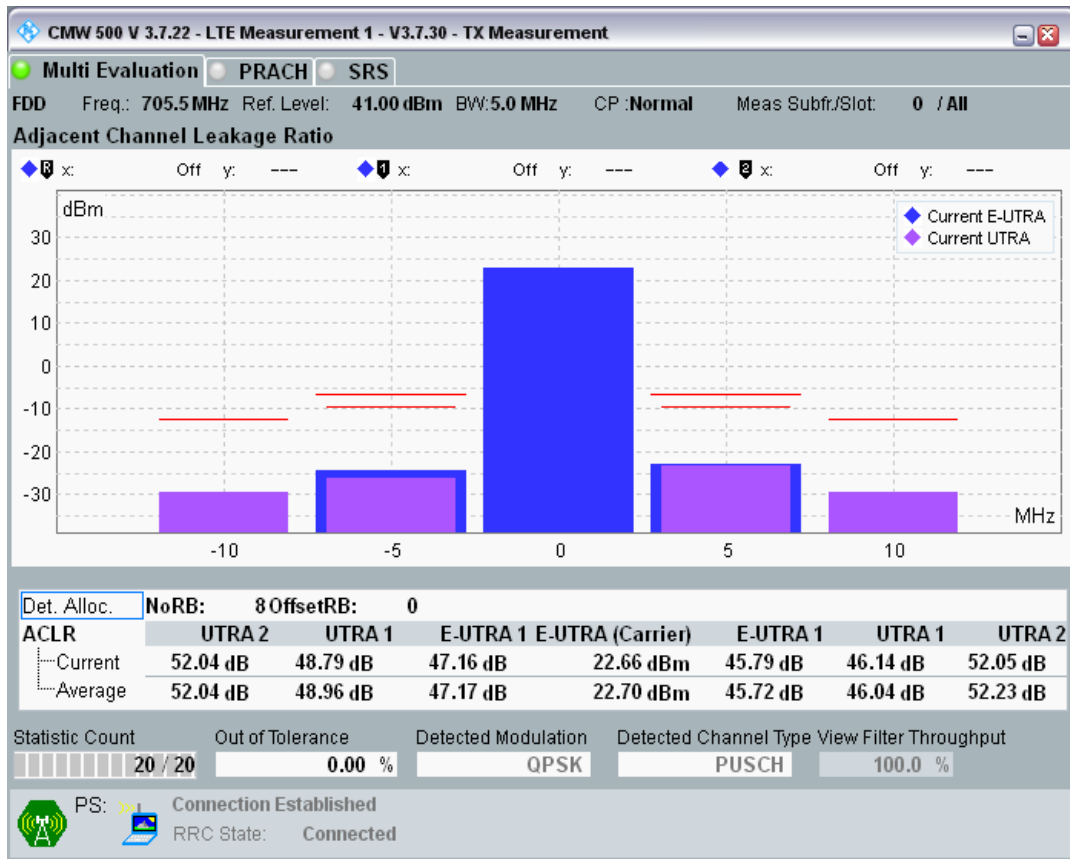 CMW 500 V 3.7.22 - LTE Measurement 1 - V3.7.30 - TX Measurement
Multi Evaluation PRACH SRS
FDD Freq.: 705.5 MHz Ref. Level: 41.00 dBm BW:5.0 MHz CP :Normal Meas Subfr./Slot: 0 / All
Adjacent Channel Leakage Ratio
R x: Off y: --- 1 x: Off y: --- 2 x: Off y: ---
dBm
Current E-UTRA
Current UTRA
30
20
10
0
-10
-20
-30
MHz
-10 -5 0 5 10
Det. Alloc. NoRB: 8 OffsetRB: 0
ACLR UTRA 2 UTRA 1 E-UTRA 1 E-UTRA (Carrier) E-UTRA 1 UTRA 1 UTRA 2
Current 52.04 dB 48.79 dB 47.16 dB 22.66 dBm 45.79 dB 46.14 dB 52.05 dB
Average 52.04 dB 48.96 dB 47.17 dB 22.70 dBm 45.72 dB 46.04 dB 52.23 dB
Statistic Count Out of Tolerance Detected Modulation Detected Channel Type View Filter Throughput
20 / 20 0.00 % QPSK PUSCH 100.0 %
PS: Connection Established
RRC State: Connected